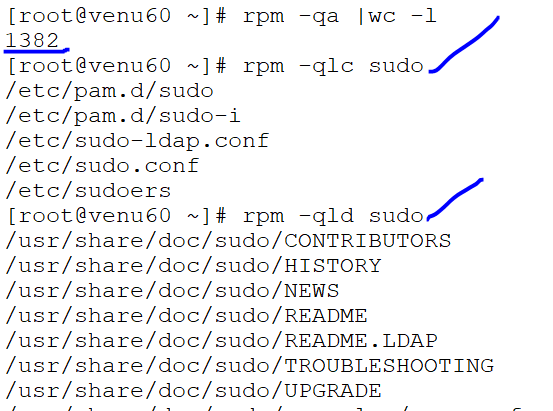 [root@venu60 ~]# rpm -qa |wc -l
1382
[root@venu60 ~]# rpm -qlc sudo
/etc/pam.d/sudo
/etc/pam.d/sudo-i
/etc/sudo-ldap.conf
/etc/sudo.conf
/etc/sudoers
[root@venu60 ~]# rpm -qld sudo
/usr/share/doc/sudo/CONTRIBUTORS
/usr/share/doc/sudo/HISTORY
/usr/share/doc/sudo/NEWS
/usr/share/doc/sudo/README
/usr/share/doc/sudo/README.LDAP
/usr/share/doc/sudo/TROUBLESHOOTING
/usr/share/doc/sudo/UPGRADE